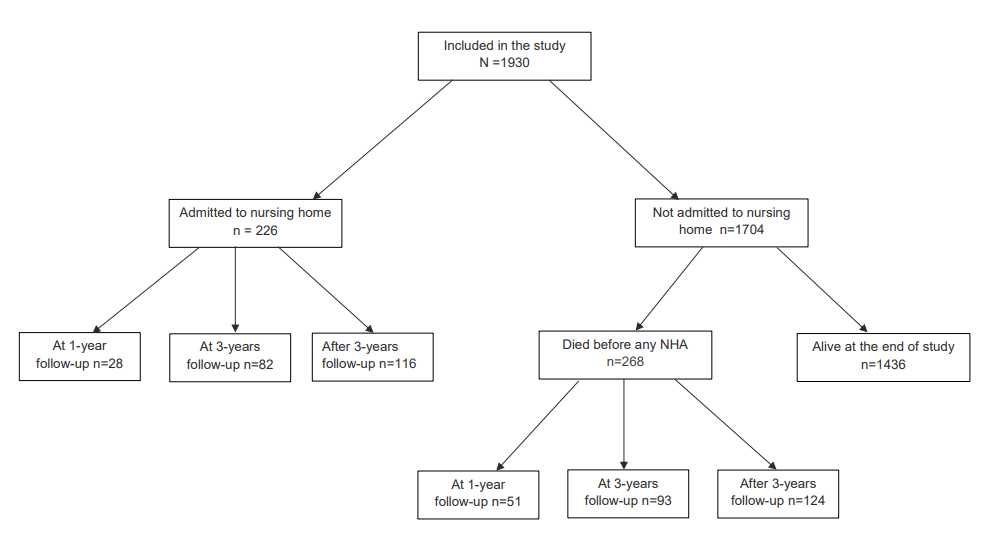 Included in the study
N =1930
Admitted to nursing home
n = 226
Not admitted to nursing
home  n=1704
At 1-year
follow-up n=28
At 3-years
follow-up n=82
After 3-years
follow-up n=116
Died before any NHA
n=268
Alive at the end of study
n=1436
At 1-year
follow-up n=51
At 3-years
follow-up n=93
After 3-years
follow-up n=124